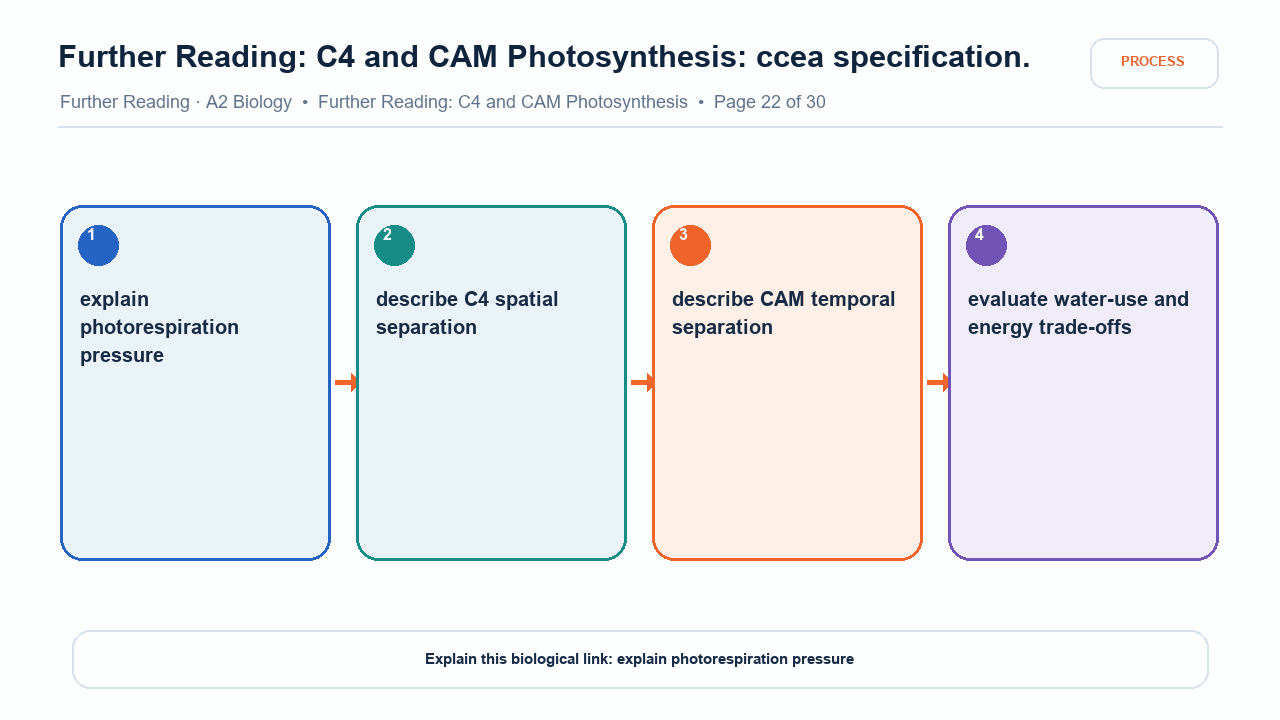 Further Reading: C4 and CAM Photosynthesis: ccea specification.
PROCESS
Further Reading · A2 Biology • Further Reading: C4 and CAM Photosynthesis • Page 22 of 30
1
explain
photorespiration
pressure
2
describe C4 spatial
separation
3
describe CAM temporal
separation
4
evaluate water-use and
energy trade-offs
Explain this biological link: explain photorespiration pressure